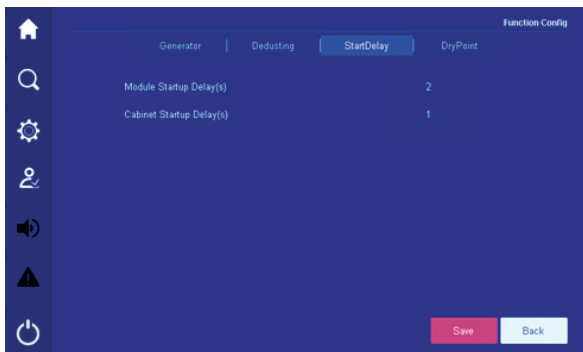 Function Config
Generator | Dedusting | StartDelay | DryPoint
Module Startup Delay(s) 2
Cabinet Startup Delay(s) 1
Save Back